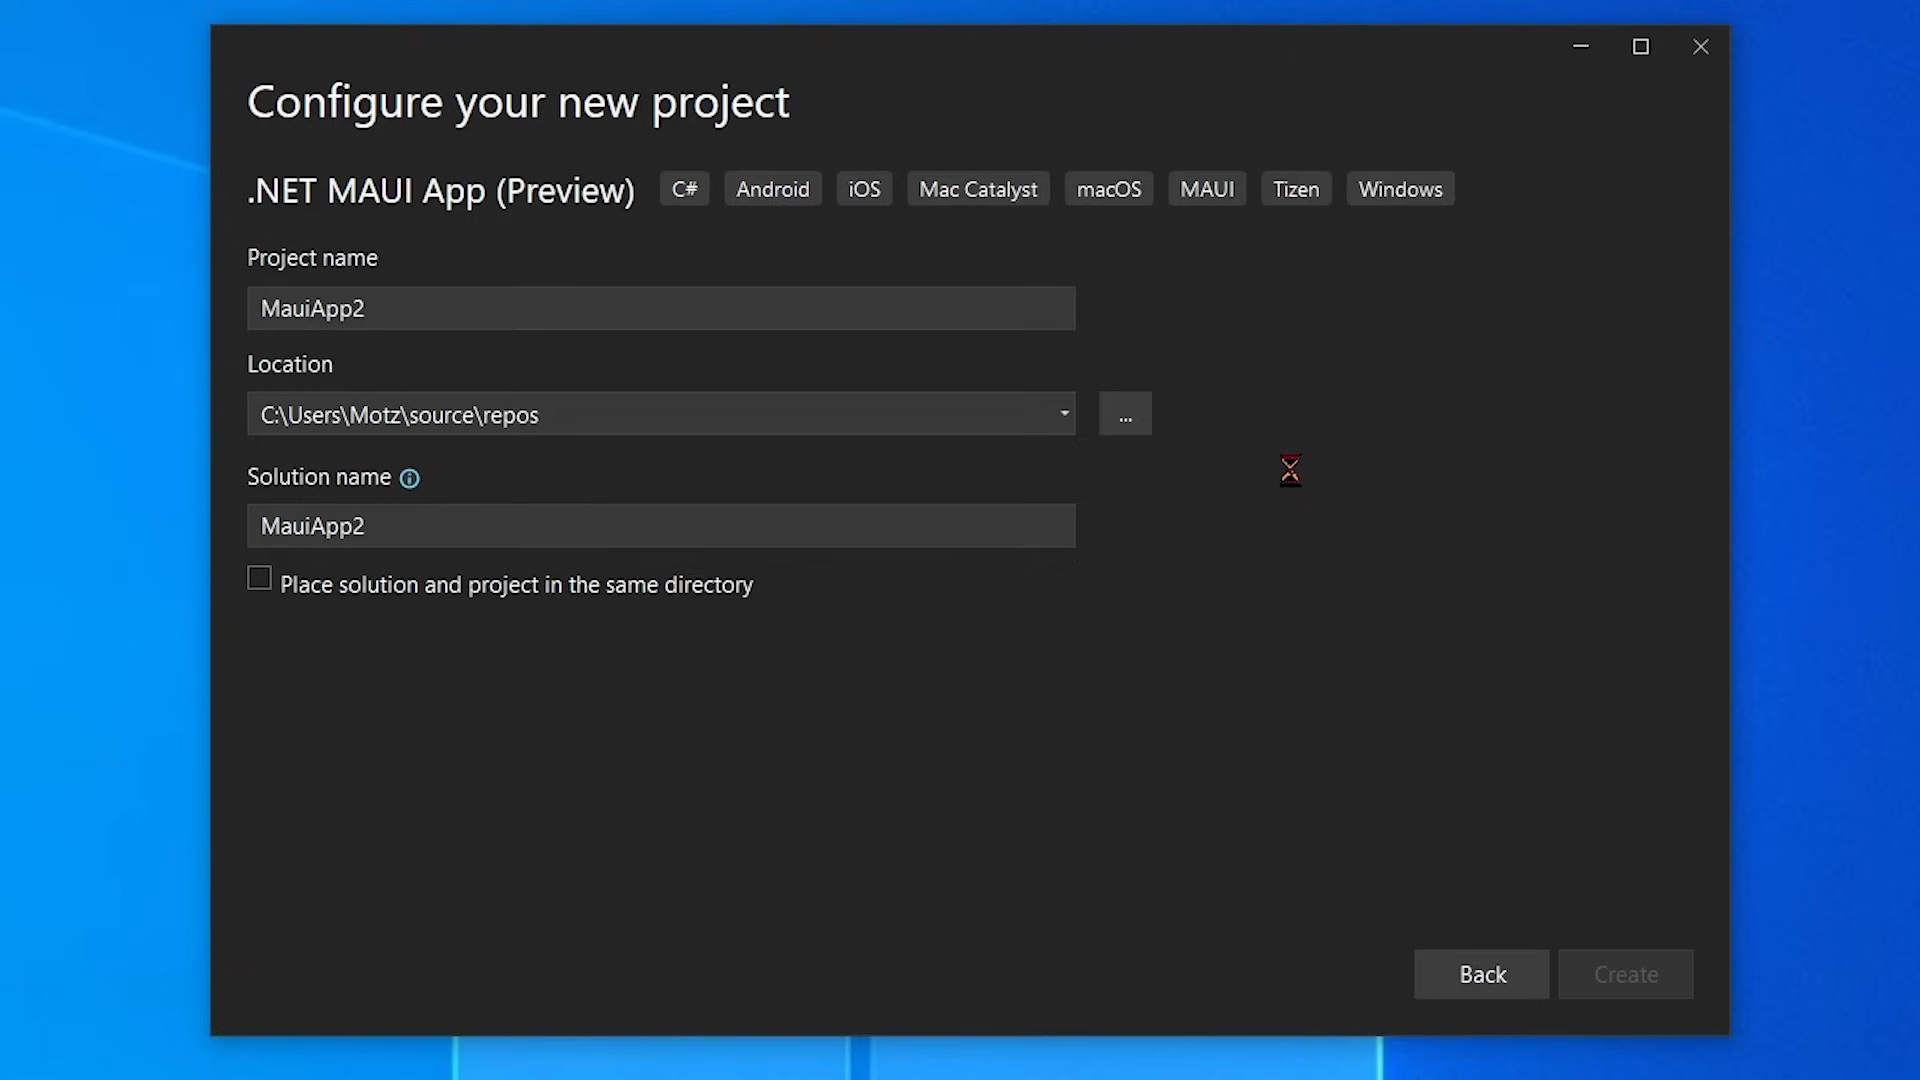 Configure your new project
.NET MAUI App (Preview) C# Android iOS Mac Catalyst macOS MAUI Tizen Windows
Project name
MauiApp2
Location
C:\Users\Motz\source\repos
...
Solution name
MauiApp2
Place solution and project in the same directory
Back Create